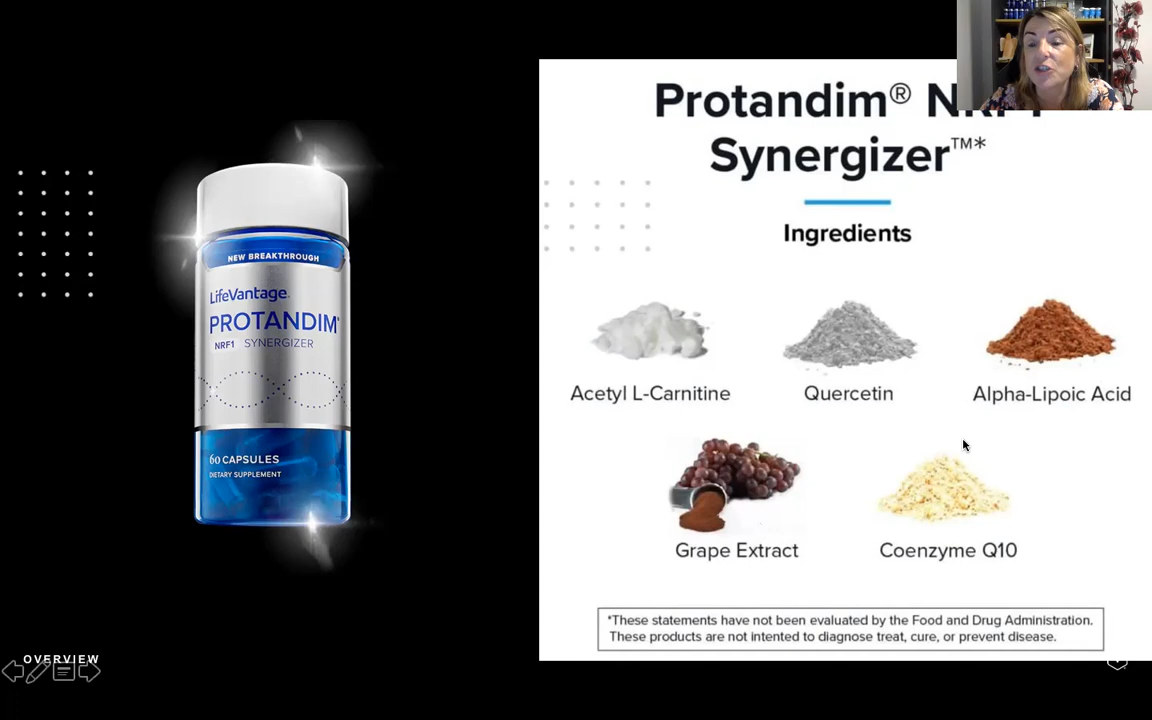 NEW BREAKTHROUGH
LifeVantage®
PROTANDIM®
NRF1 SYNERGIZER
60 CAPSULES
DIETARY SUPPLEMENT
OVERVIEW
Protandim® NRF1
Synergizer™*
Ingredients
Acetyl L-Carnitine
Quercetin
Alpha-Lipoic Acid
Grape Extract
Coenzyme Q10
*These statements have not been evaluated by the Food and Drug Administration.
These products are not intended to diagnose treat, cure, or prevent disease.